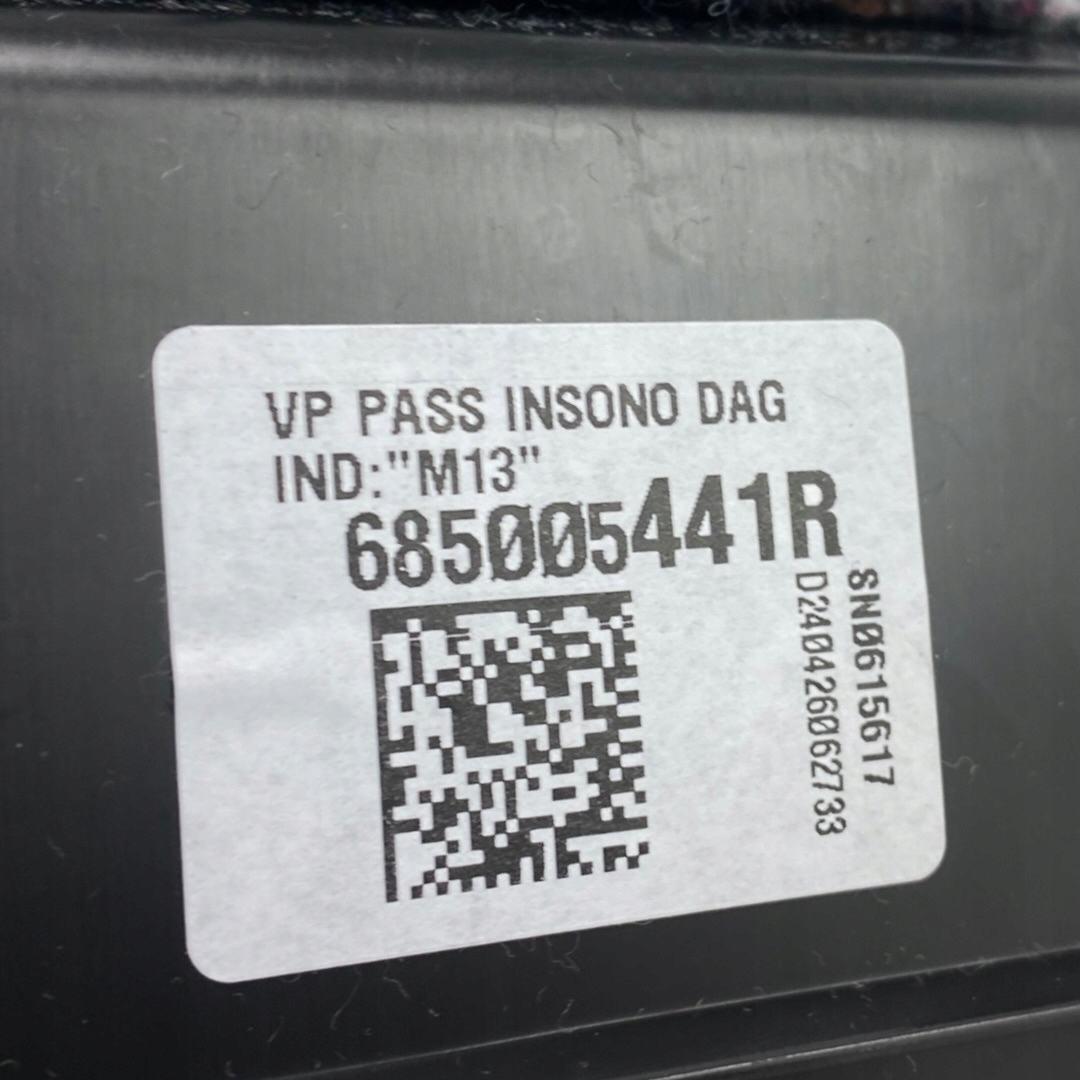 VP PASS INSONO DAG
IND:"M13"
685005441R
SN0615617
D240426062733